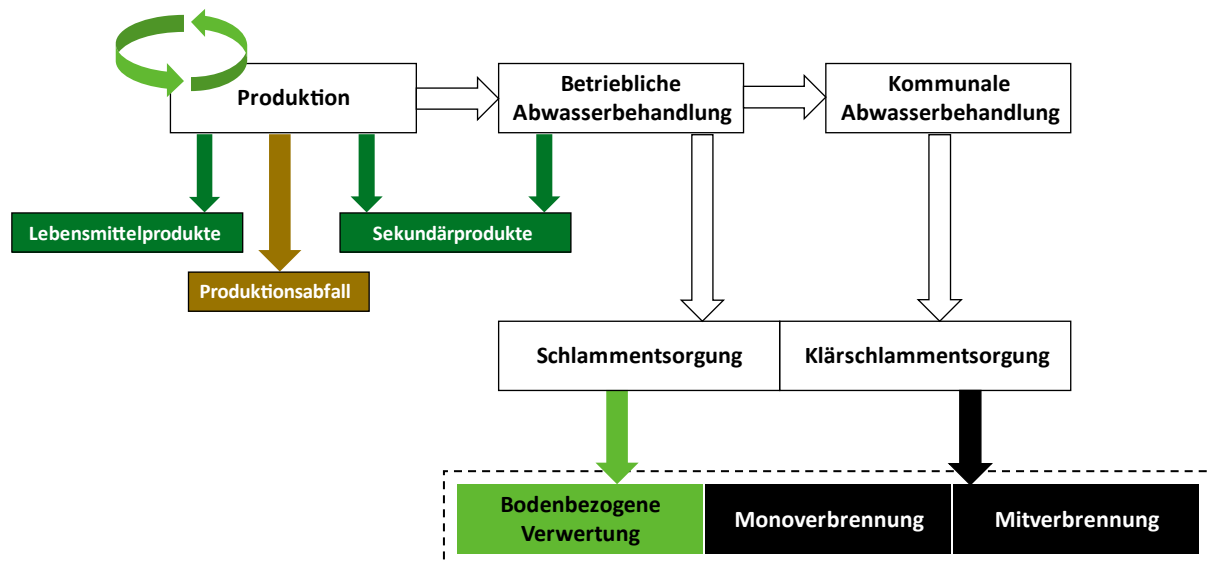 Produktion
Betriebliche
Abwasserbehandlung
Kommunale
Abwasserbehandlung
Lebensmittelprodukte
Sekundärprodukte
Produktionsabfall
Schlammentsorgung
Klärschlammentsorgung
Bodenbezogene
Verwertung
Monoverbrennung
Mitverbrennung